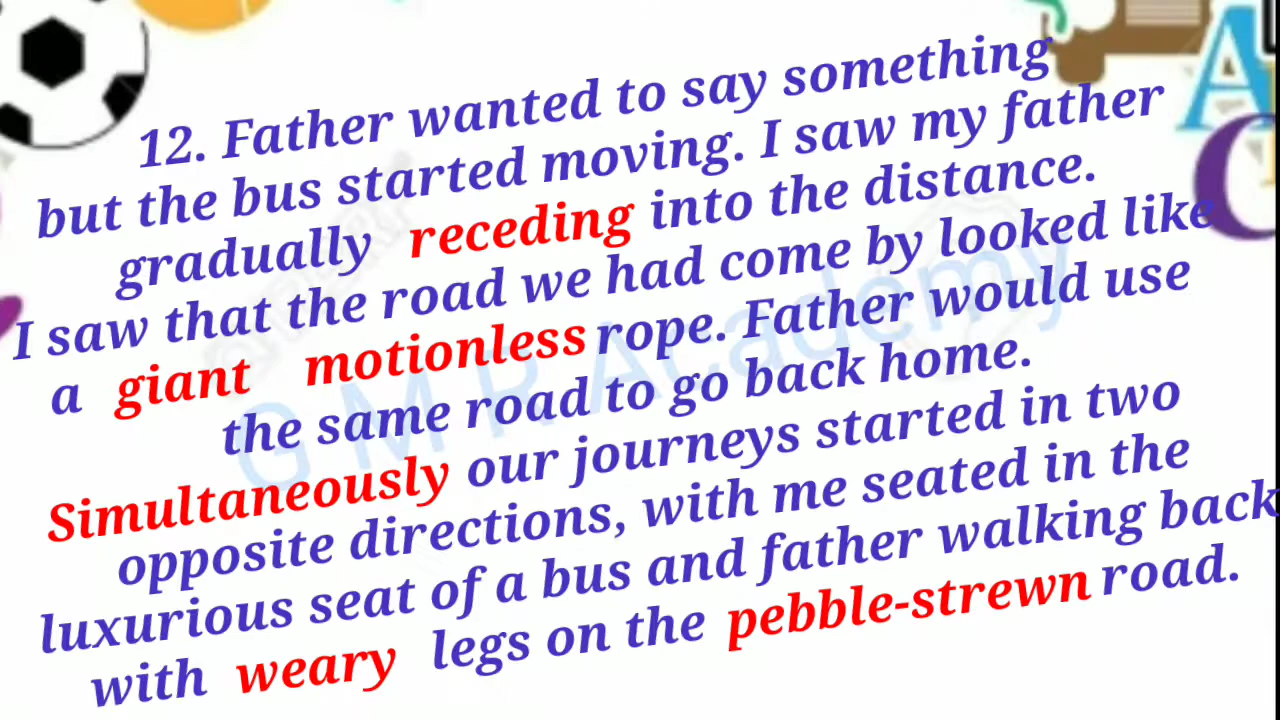 12. Father wanted to say something
but the bus started moving. I saw my father
gradually receding into the distance.
I saw that the road we had come by looked like
a giant motionless rope. Father would use
the same road to go back home.
Simultaneously our journeys started in two
opposite directions, with me seated in the
luxurious seat of a bus and father walking back
with weary legs on the pebble-strewn road.
G M R Academy
A
C